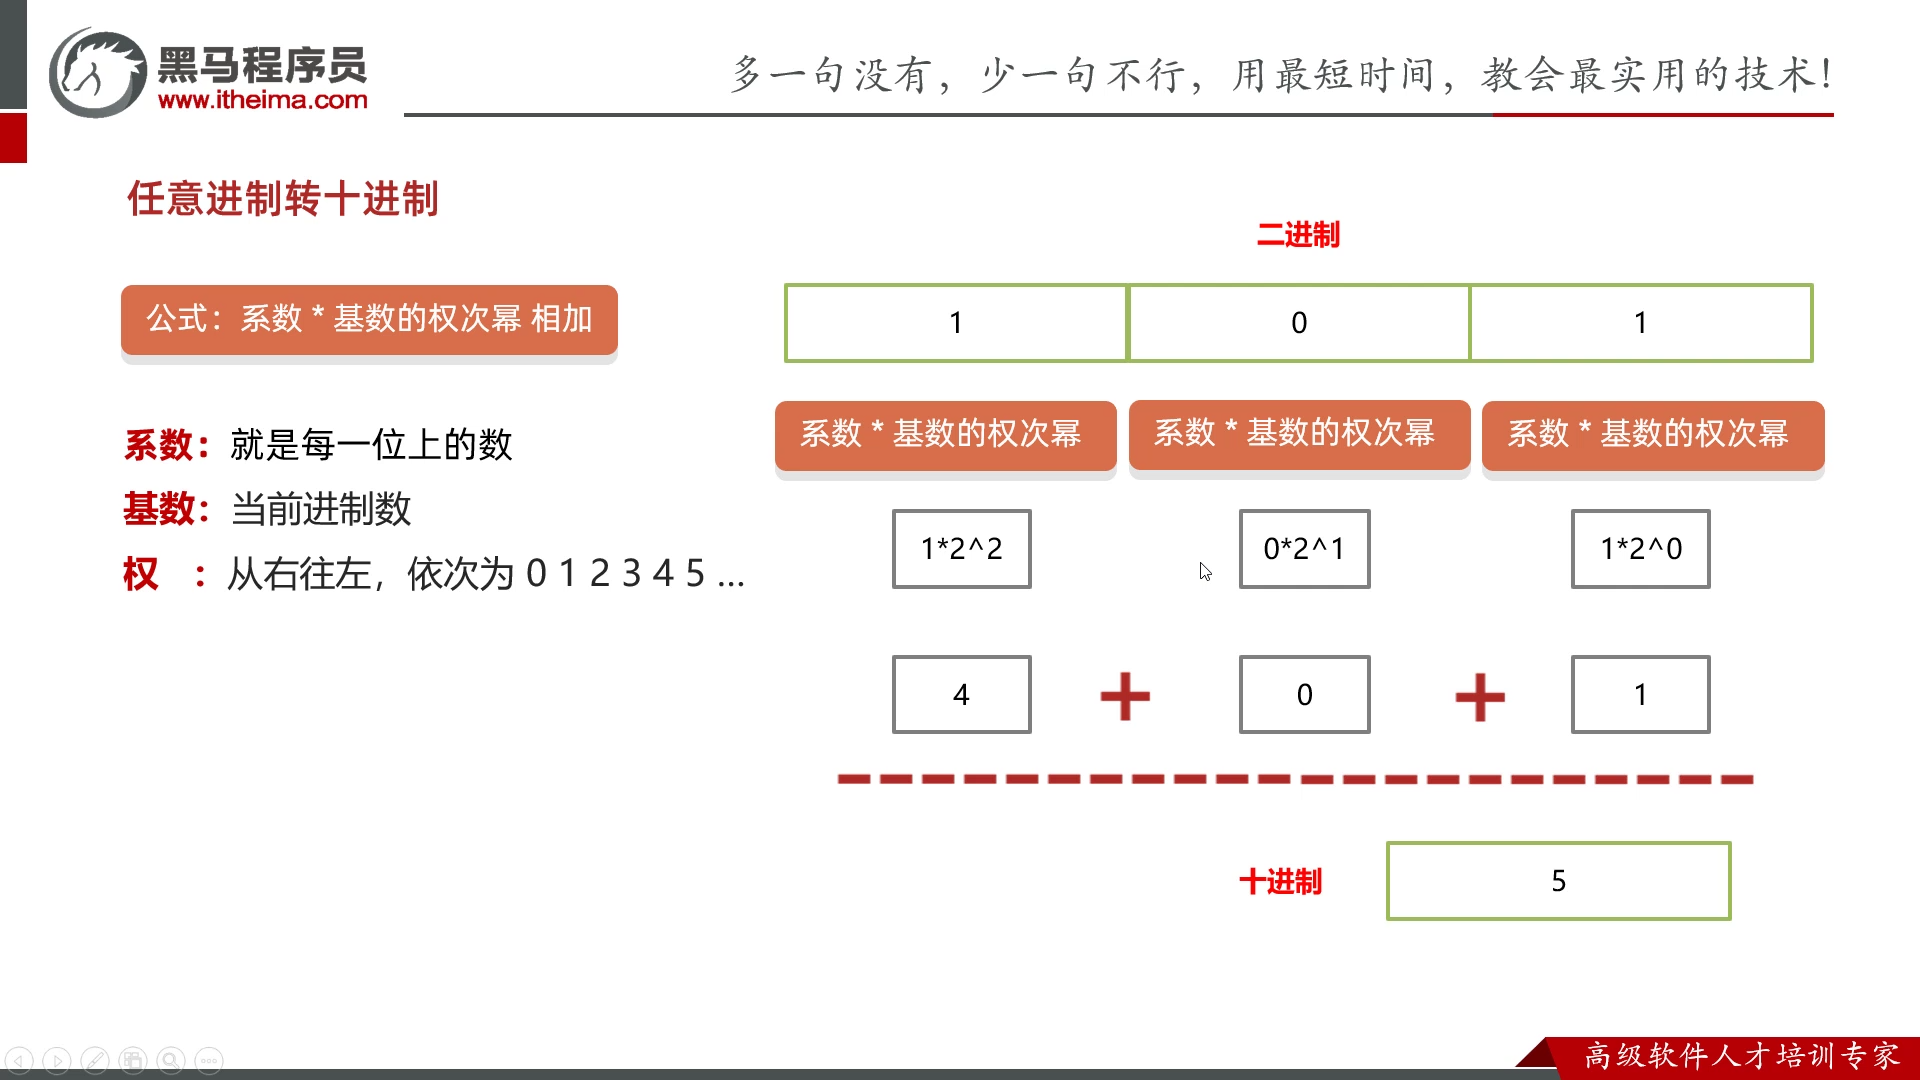 黑马程序员
www.itheima.com
多一句没有，少一句不行，用最短时间，教会最实用的技术！
任意进制转十进制
公式：系数 * 基数的权次幂 相加
系数：就是每一位上的数
基数：当前进制数
权 ：从右往左，依次为 0 1 2 3 4 5 ...
二进制
1 0 1
系数 * 基数的权次幂 系数 * 基数的权次幂 系数 * 基数的权次幂
1*2^2 0*2^1 1*2^0
4 + 0 + 1
十进制 5
高级软件人才培训专家